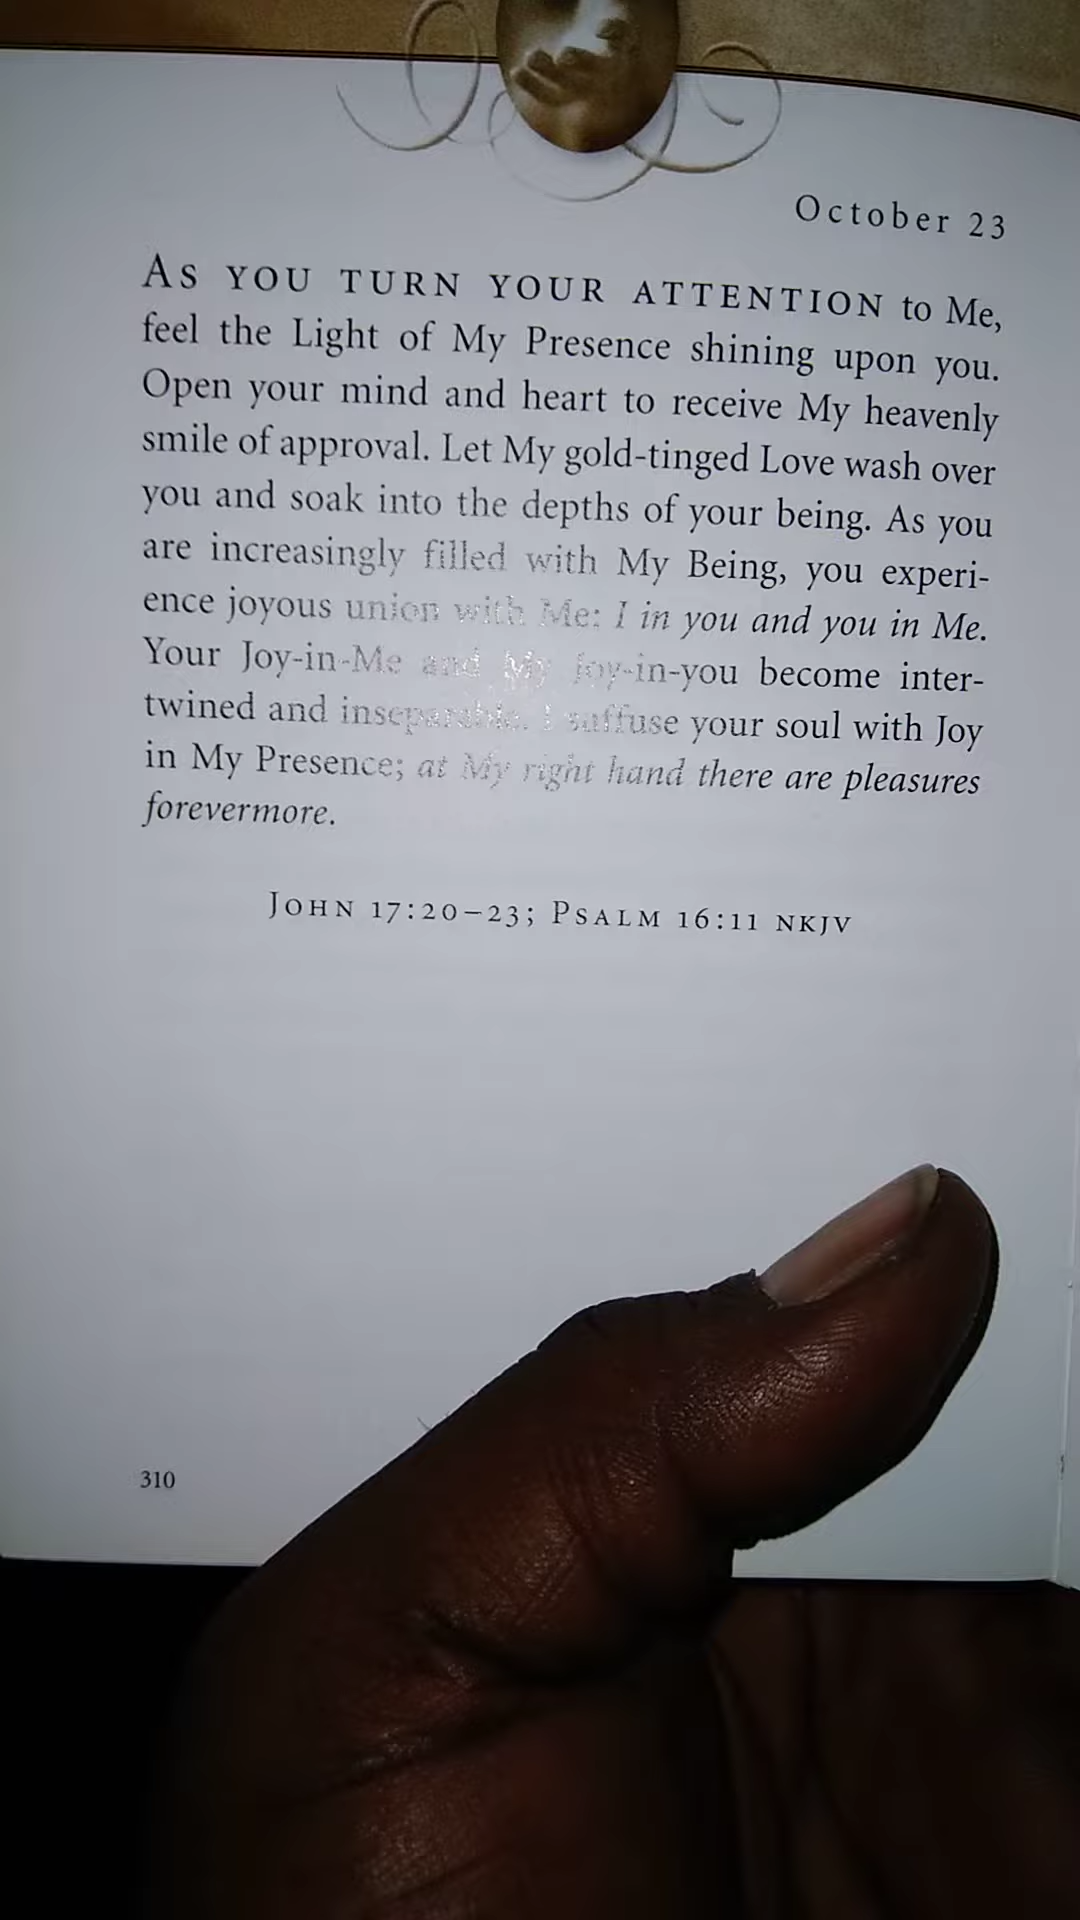 October 23
As you turn your attention to Me,
feel the Light of My Presence shining upon you.
Open your mind and heart to receive My heavenly
smile of approval. Let My gold-tinged Love wash over
you and soak into the depths of your being. As you
are increasingly filled with My Being, you experi-
ence joyous union with Me: I in you and you in Me.
Your Joy-in-Me and My Joy-in-you become inter-
twined and inseparable. I suffuse your soul with Joy
in My Presence; at My right hand there are pleasures
forevermore.
John 17:20–23; Psalm 16:11 NKJV
310